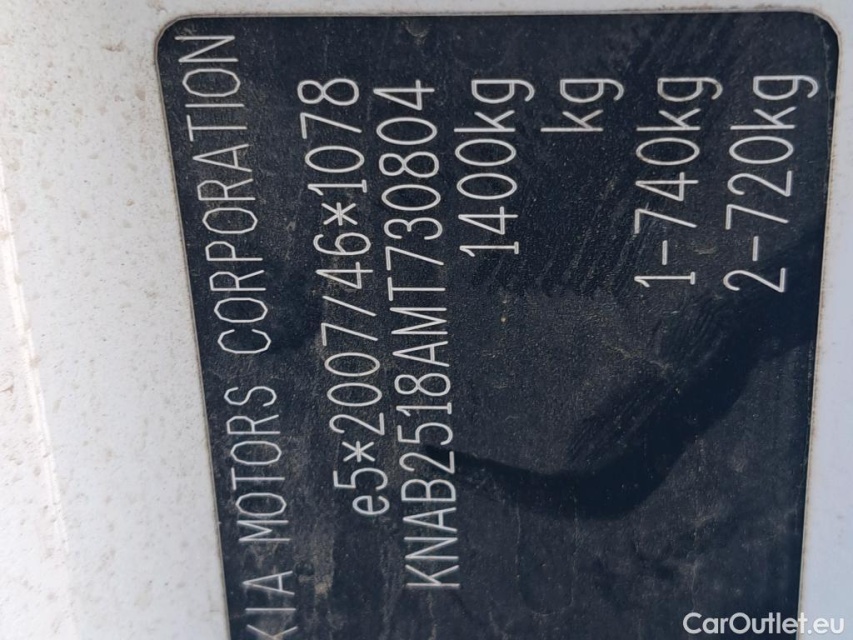 KIA MOTORS CORPORATION
e5*2007/46*1078
KNAB2518AMT730804
1400kg
kg
1-740kg
2-720kg
CarOutlet.eu